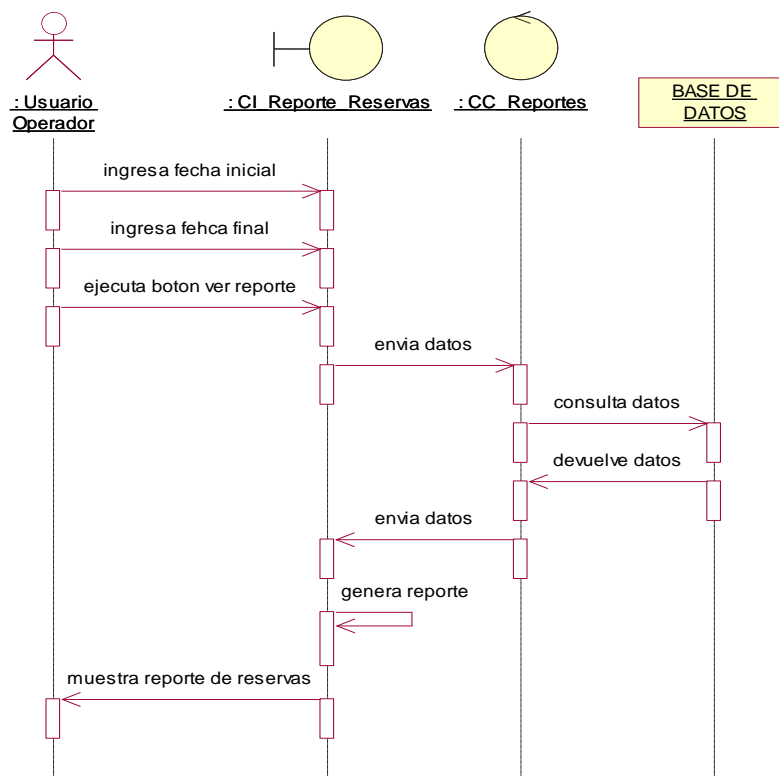 : Usuario
Operador
: CI_Reporte_Reservas
: CC_Reportes
BASE DE
DATOS
ingresa fecha inicial
ingresa fehca final
ejecuta boton ver reporte
envia datos
consulta datos
devuelve datos
envia datos
genera reporte
muestra reporte de reservas